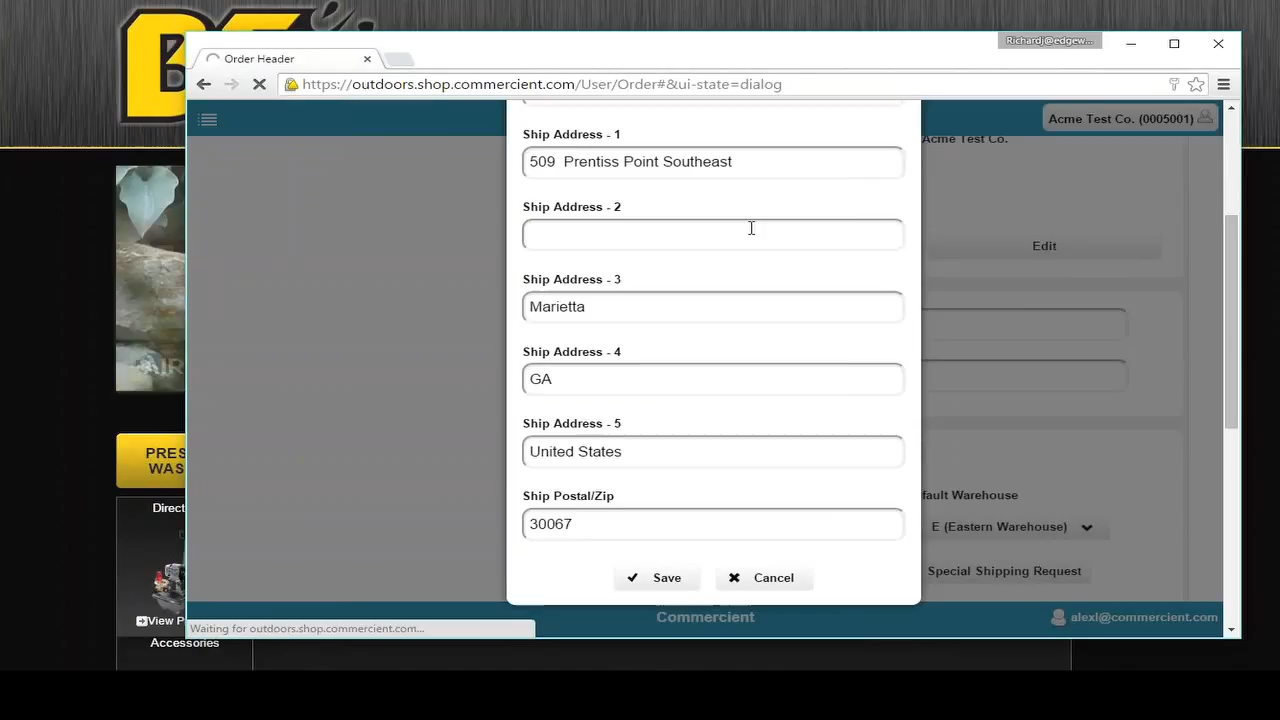 BE
Richardj@edgew...
Order Header
https://outdoors.shop.commercient.com/User/Order#&ui-state=dialog
Acme Test Co. (0005001)
Acme Test Co.
Ship Address - 1
509 Prentiss Point Southeast
Ship Address - 2
Edit
Ship Address - 3
Marietta
Ship Address - 4
GA
Ship Address - 5
United States
Ship Postal/Zip
30067
fault Warehouse
E (Eastern Warehouse)
Special Shipping Request
Save
Cancel
Commercient
alexl@commercient.com
Waiting for outdoors.shop.commercient.com...
AIR
PRES
WAS
Direct
View P
Accessories